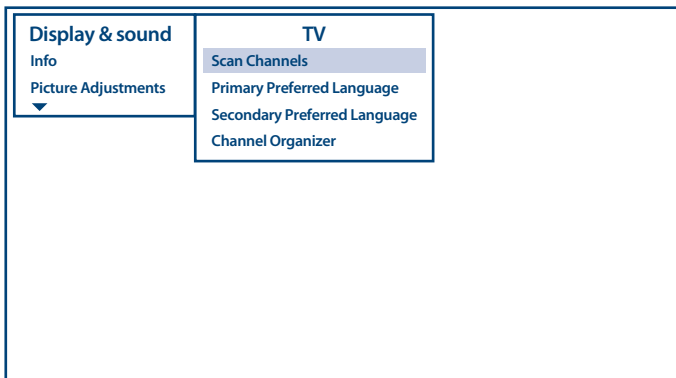 Display & sound
Info
Picture Adjustments
TV
Scan Channels
Primary Preferred Language
Secondary Preferred Language
Channel Organizer